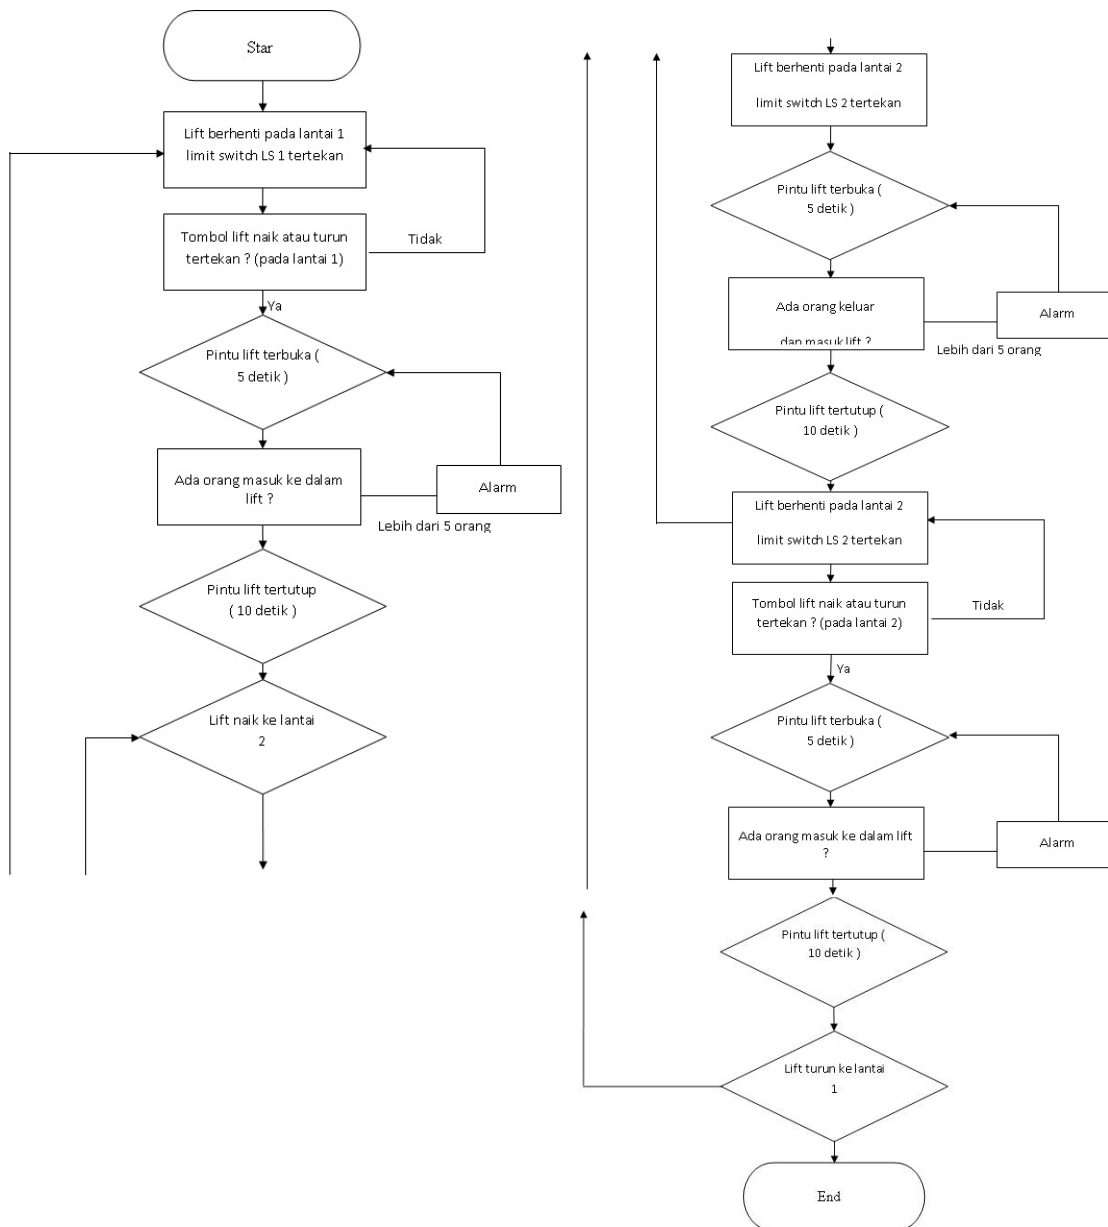 Star
Lift berhenti pada lantai 1
limit switch LS 1 tertekan
Tombol lift naik atau turun
tertekan ? (pada lantai 1)
Tidak
Ya
Pintu lift terbuka (
5 detik )
Ada orang masuk ke dalam
lift ?
Alarm
Lebih dari 5 orang
Pintu lift tertutup
( 10 detik )
Lift naik ke lantai
2
Lift berhenti pada lantai 2
limit switch LS 2 tertekan
Pintu lift terbuka (
5 detik )
Ada orang keluar
dan masuk lift ?
Alarm
Lebih dari 5 orang
Pintu lift tertutup (
10 detik )
Lift berhenti pada lantai 2
limit switch LS 2 tertekan
Tombol lift naik atau turun
tertekan ? (pada lantai 2)
Tidak
Ya
Pintu lift terbuka (
5 detik )
Ada orang masuk ke dalam lift
?
Alarm
Pintu lift tertutup (
10 detik )
Lift turun ke lantai
1
End